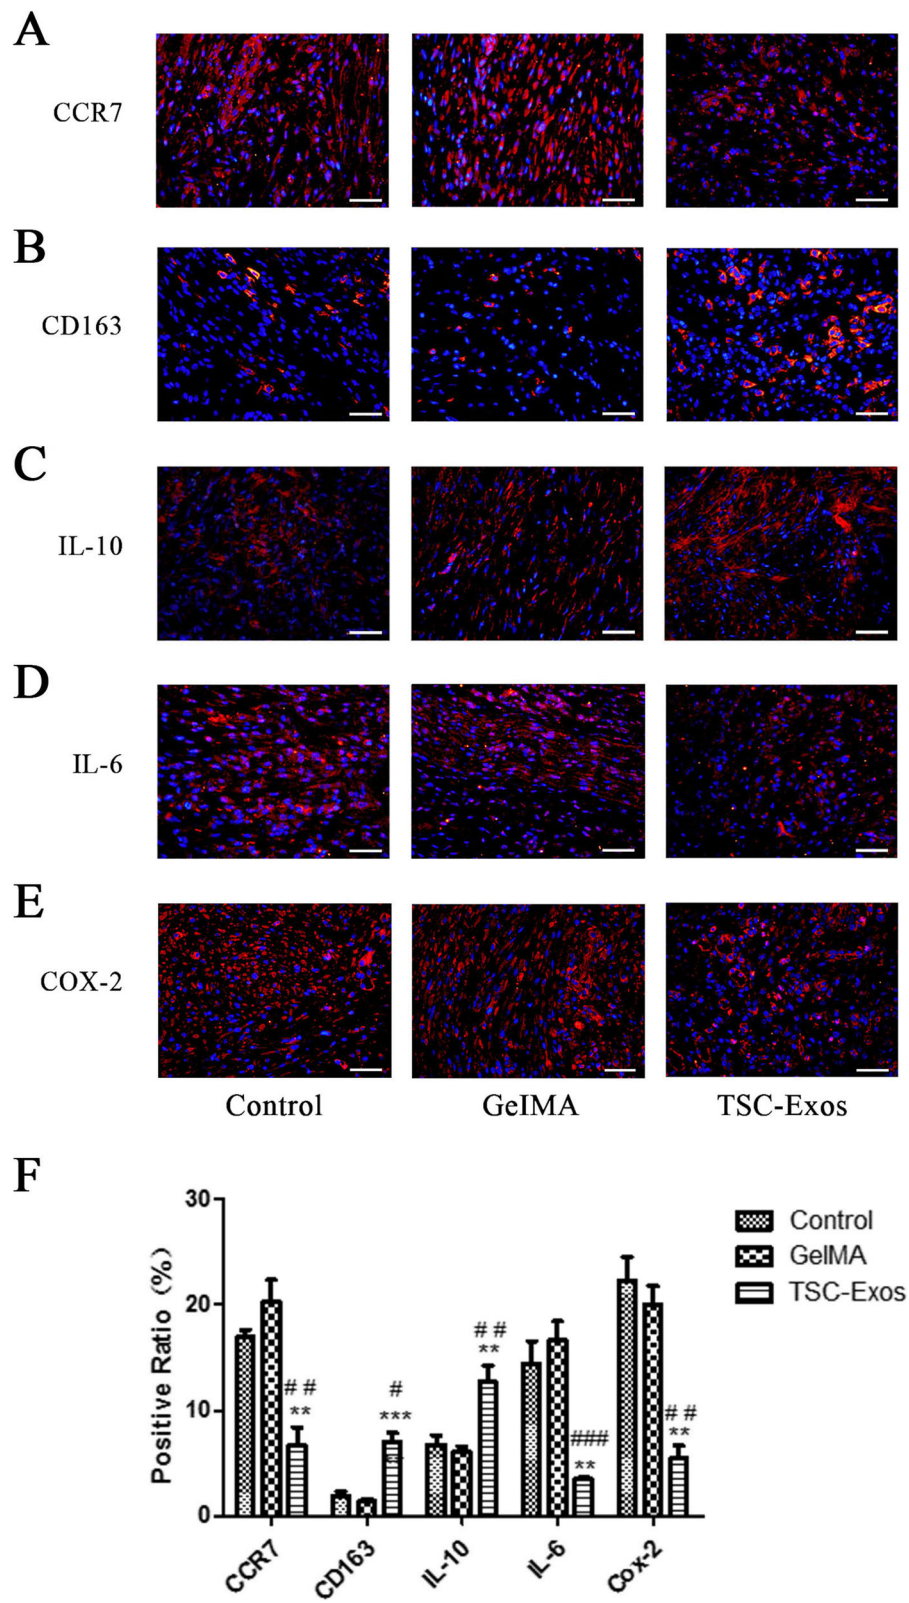 A
CCR7
B
CD163
C
IL-10
D
IL-6
E
COX-2
Control GeIMA TSC-Exos
F
Positive Ratio (%)
30
20
10
0
# #
**
#
***
# #
**
###
**
# #
**
CCR7 CD163 IL-10 IL-6 Cox-2
Control
GelMA
TSC-Exos